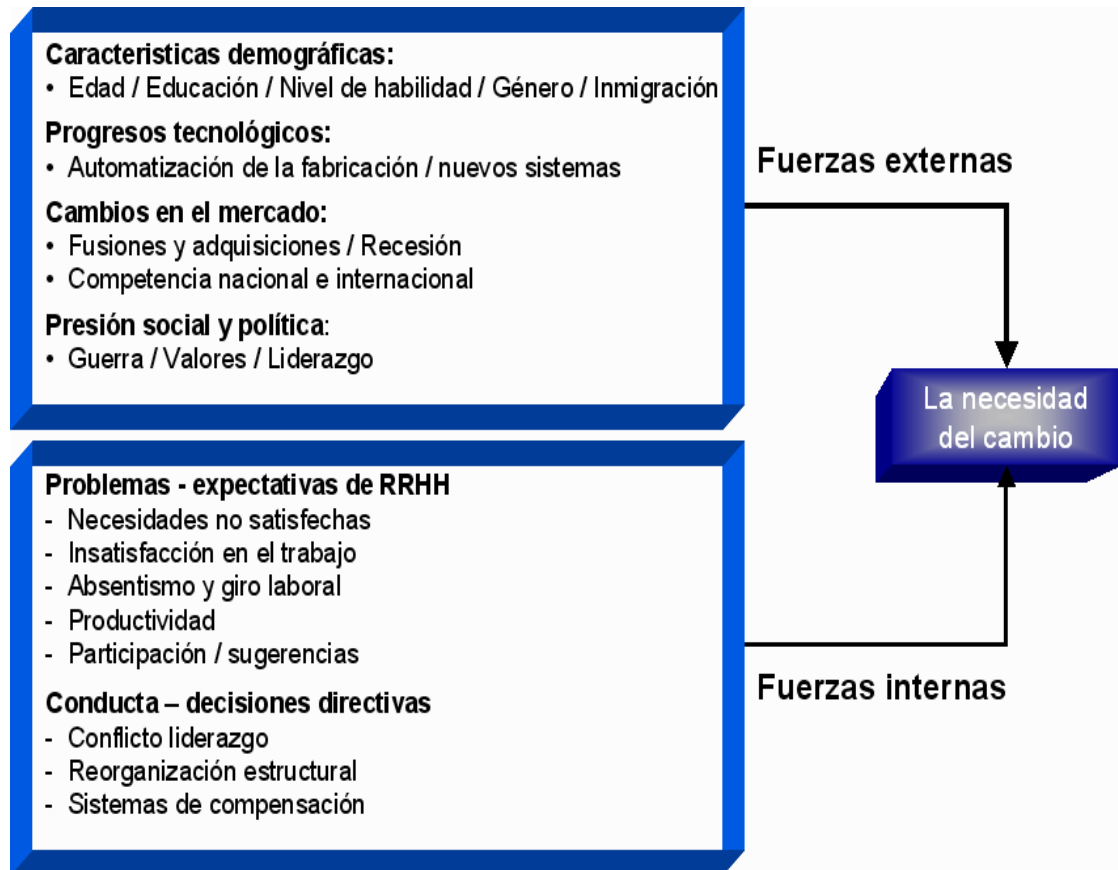 Caracteristicas demográficas:
• Edad / Educación / Nivel de habilidad / Género / Inmigración
Progresos tecnológicos:
• Automatización de la fabricación / nuevos sistemas
Cambios en el mercado:
• Fusiones y adquisiciones / Recesión
• Competencia nacional e internacional
Presión social y política:
• Guerra / Valores / Liderazgo
Fuerzas externas
La necesidad
del cambio
Problemas - expectativas de RRHH
- Necesidades no satisfechas
- Insatisfacción en el trabajo
- Absentismo y giro laboral
- Productividad
- Participación / sugerencias
Conducta – decisiones directivas
- Conflicto liderazgo
- Reorganización estructural
- Sistemas de compensación
Fuerzas internas